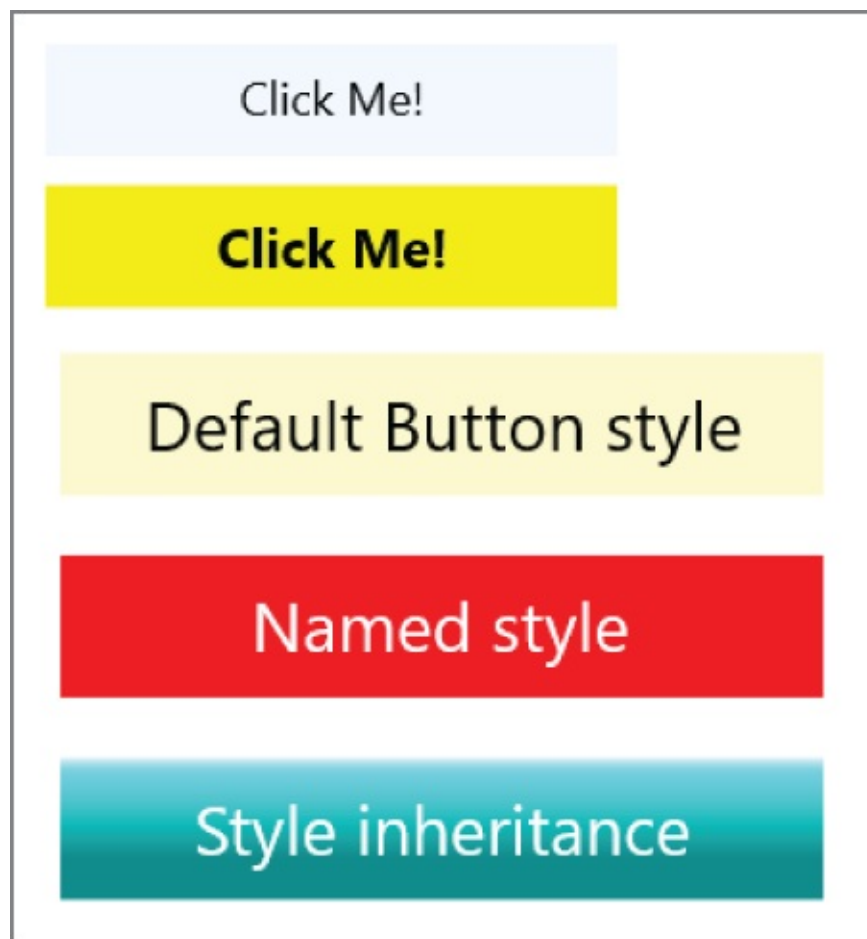 Click Me!
Click Me!
Default Button style
Named style
Style inheritance